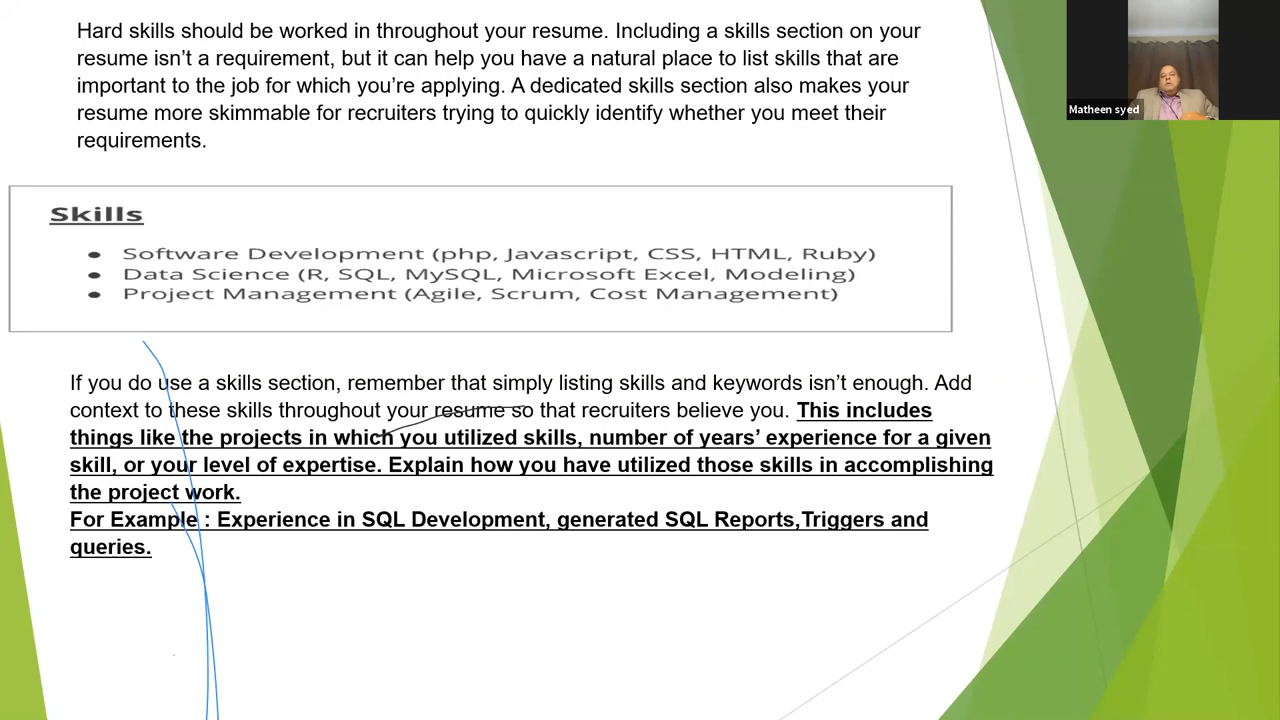 Hard skills should be worked in throughout your resume. Including a skills section on your
resume isn’t a requirement, but it can help you have a natural place to list skills that are
important to the job for which you’re applying. A dedicated skills section also makes your
resume more skimmable for recruiters trying to quickly identify whether you meet their
requirements.
Matheen syed
Skills
● Software Development (php, Javascript, CSS, HTML, Ruby)
● Data Science (R, SQL, MySQL, Microsoft Excel, Modeling)
● Project Management (Agile, Scrum, Cost Management)
If you do use a skills section, remember that simply listing skills and keywords isn’t enough. Add
context to these skills throughout your resume so that recruiters believe you. This includes
things like the projects in which you utilized skills, number of years’ experience for a given
skill, or your level of expertise. Explain how you have utilized those skills in accomplishing
the project work.
For Example : Experience in SQL Development, generated SQL Reports,Triggers and
queries.